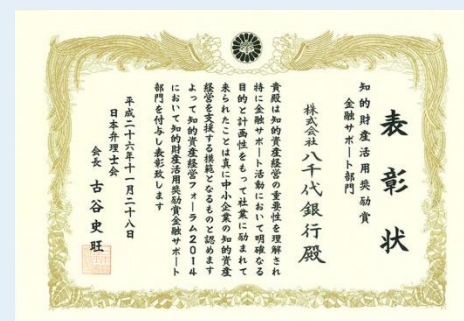 表彰状
知的財産活用奨励賞
金融サポート部門
株式会社八千代銀行殿
貴殿は知的資産経営の重要性を理解され
特に金融サポート活動において明確なる
目的と計画性をもって社業に励まれて
来られたことは真に中小企業の知的資産
経営を支援する模範となるものと認めます
よって知的資産経営フォーラム2014
において知的財産活用奨励賞金融サポート
部門を付与し表彰致します
平成二十六年十一月二十八日
日本弁理士会
会長 古谷史旺